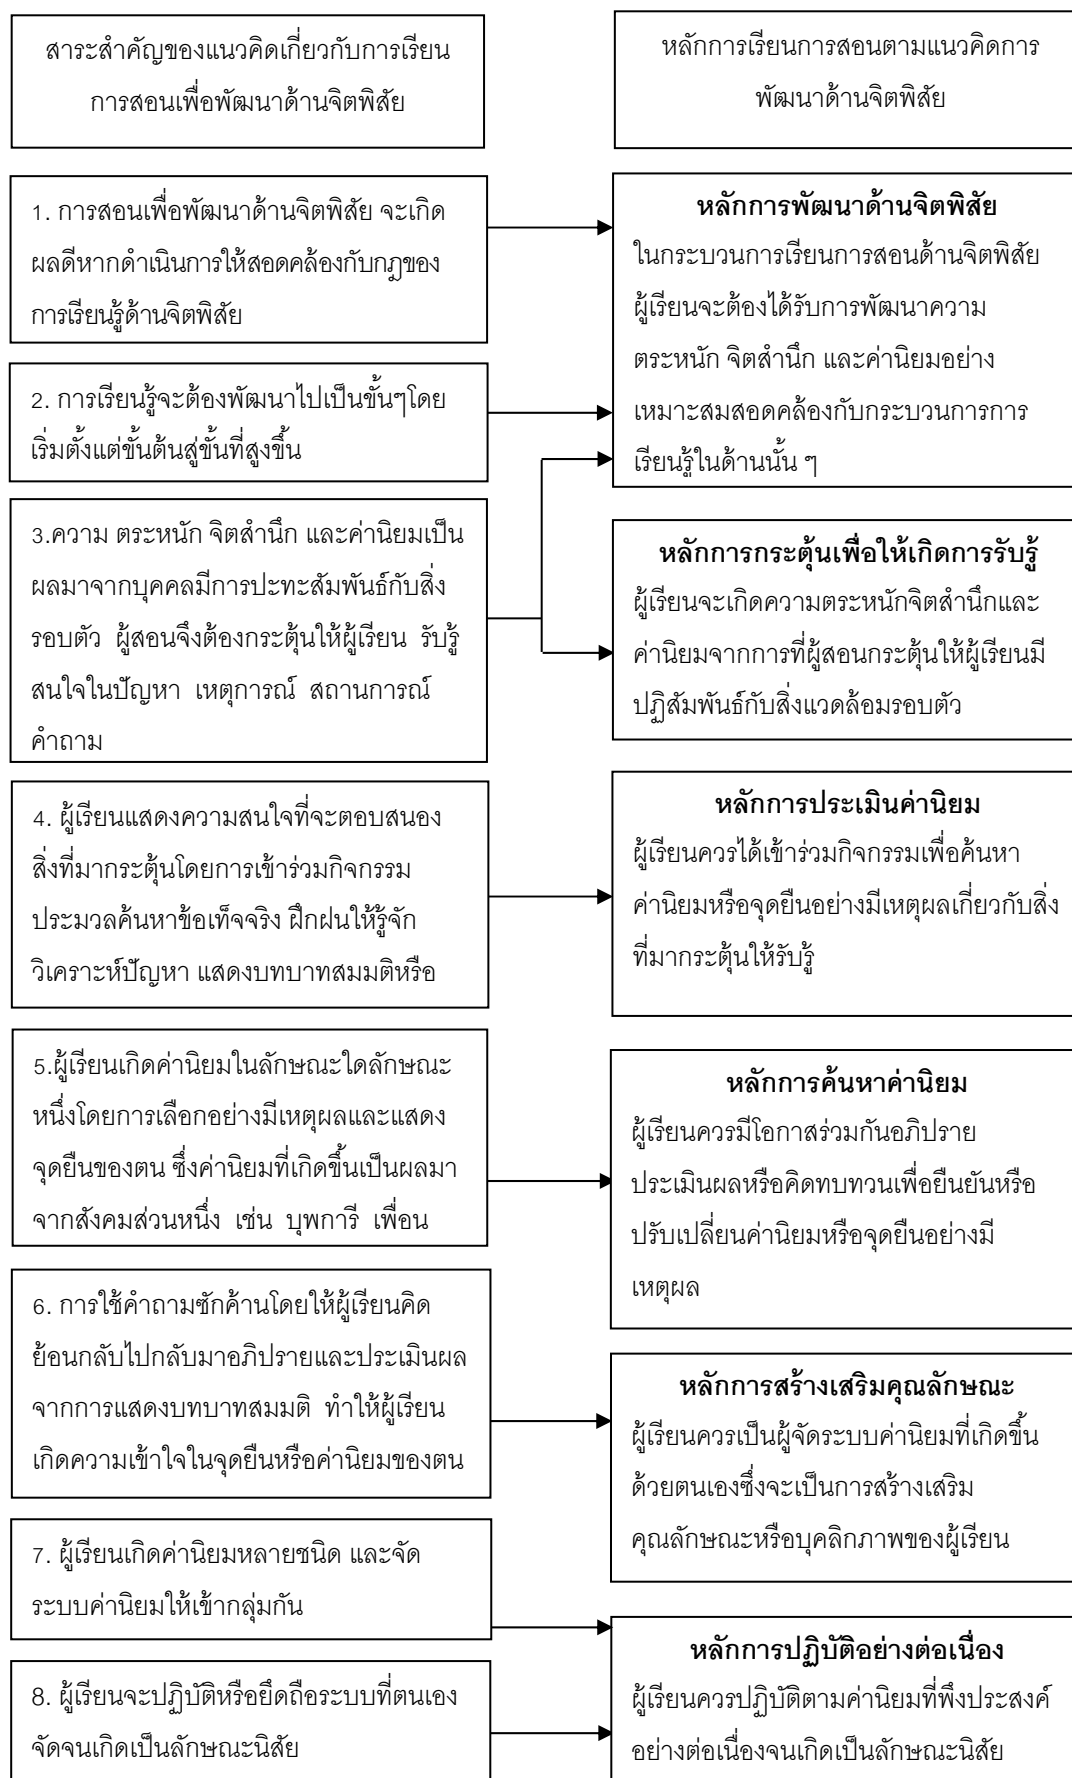 สาระสำคัญของแนวคิดเกี่ยวกับการเรียน
การสอนเพื่อพัฒนาด้านจิตพิสัย
หลักการเรียนการสอนตามแนวคิดการ
พัฒนาด้านจิตพิสัย
1. การสอนเพื่อพัฒนาด้านจิตพิสัย จะเกิด
ผลดีหากดำเนินการให้สอดคล้องกับกฎของ
การเรียนรู้ด้านจิตพิสัย
2. การเรียนรู้จะต้องพัฒนาไปเป็นขั้นๆโดย
เริ่มตั้งแต่ขั้นต้นสู่ขั้นที่สูงขึ้น
3.ความ ตระหนัก จิตสำนึก และค่านิยมเป็น
ผลมาจากบุคคลมีการปะทะสัมพันธ์กับสิ่ง
รอบตัว ผู้สอนจึงต้องกระตุ้นให้ผู้เรียน รับรู้
สนใจในปัญหา เหตุการณ์ สถานการณ์
คำถาม
4. ผู้เรียนแสดงความสนใจที่จะตอบสนอง
สิ่งที่มากระตุ้นโดยการเข้าร่วมกิจกรรม
ประมวลค้นหาข้อเท็จจริง ฝึกฝนให้รู้จัก
วิเคราะห์ปัญหา แสดงบทบาทสมมติหรือ
5.ผู้เรียนเกิดค่านิยมในลักษณะใดลักษณะ
หนึ่งโดยการเลือกอย่างมีเหตุผลและแสดง
จุดยืนของตน ซึ่งค่านิยมที่เกิดขึ้นเป็นผลมา
จากสังคมส่วนหนึ่ง เช่น บุพการี เพื่อน
6. การใช้คำถามซักค้านโดยให้ผู้เรียนคิด
ย้อนกลับไปกลับมาอภิปรายและประเมินผล
จากการแสดงบทบาทสมมติ ทำให้ผู้เรียน
เกิดความเข้าใจในจุดยืนหรือค่านิยมของตน
7. ผู้เรียนเกิดค่านิยมหลายชนิด และจัด
ระบบค่านิยมให้เข้ากลุ่มกัน
8. ผู้เรียนจะปฏิบัติหรือยึดถือระบบที่ตนเอง
จัดจนเกิดเป็นลักษณะนิสัย
หลักการพัฒนาด้านจิตพิสัย
ในกระบวนการเรียนการสอนด้านจิตพิสัย
ผู้เรียนจะต้องได้รับการพัฒนาความ
ตระหนัก จิตสำนึก และค่านิยมอย่าง
เหมาะสมสอดคล้องกับกระบวนการการ
เรียนรู้ในด้านนั้น ๆ
หลักการกระตุ้นเพื่อให้เกิดการรับรู้
ผู้เรียนจะเกิดความตระหนักจิตสำนึกและ
ค่านิยมจากการที่ผู้สอนกระตุ้นให้ผู้เรียนมี
ปฏิสัมพันธ์กับสิ่งแวดล้อมรอบตัว
หลักการประเมินค่านิยม
ผู้เรียนควรได้เข้าร่วมกิจกรรมเพื่อค้นหา
ค่านิยมหรือจุดยืนอย่างมีเหตุผลเกี่ยวกับสิ่ง
ที่มากระตุ้นให้รับรู้
หลักการค้นหาค่านิยม
ผู้เรียนควรมีโอกาสร่วมกันอภิปราย
ประเมินผลหรือคิดทบทวนเพื่อยืนยันหรือ
ปรับเปลี่ยนค่านิยมหรือจุดยืนอย่างมี
เหตุผล
หลักการสร้างเสริมคุณลักษณะ
ผู้เรียนควรเป็นผู้จัดระบบค่านิยมที่เกิดขึ้น
ด้วยตนเองซึ่งจะเป็นการสร้างเสริม
คุณลักษณะหรือบุคลิกภาพของผู้เรียน
หลักการปฏิบัติอย่างต่อเนื่อง
ผู้เรียนควรปฏิบัติตามค่านิยมที่พึงประสงค์
อย่างต่อเนื่องจนเกิดเป็นลักษณะนิสัย